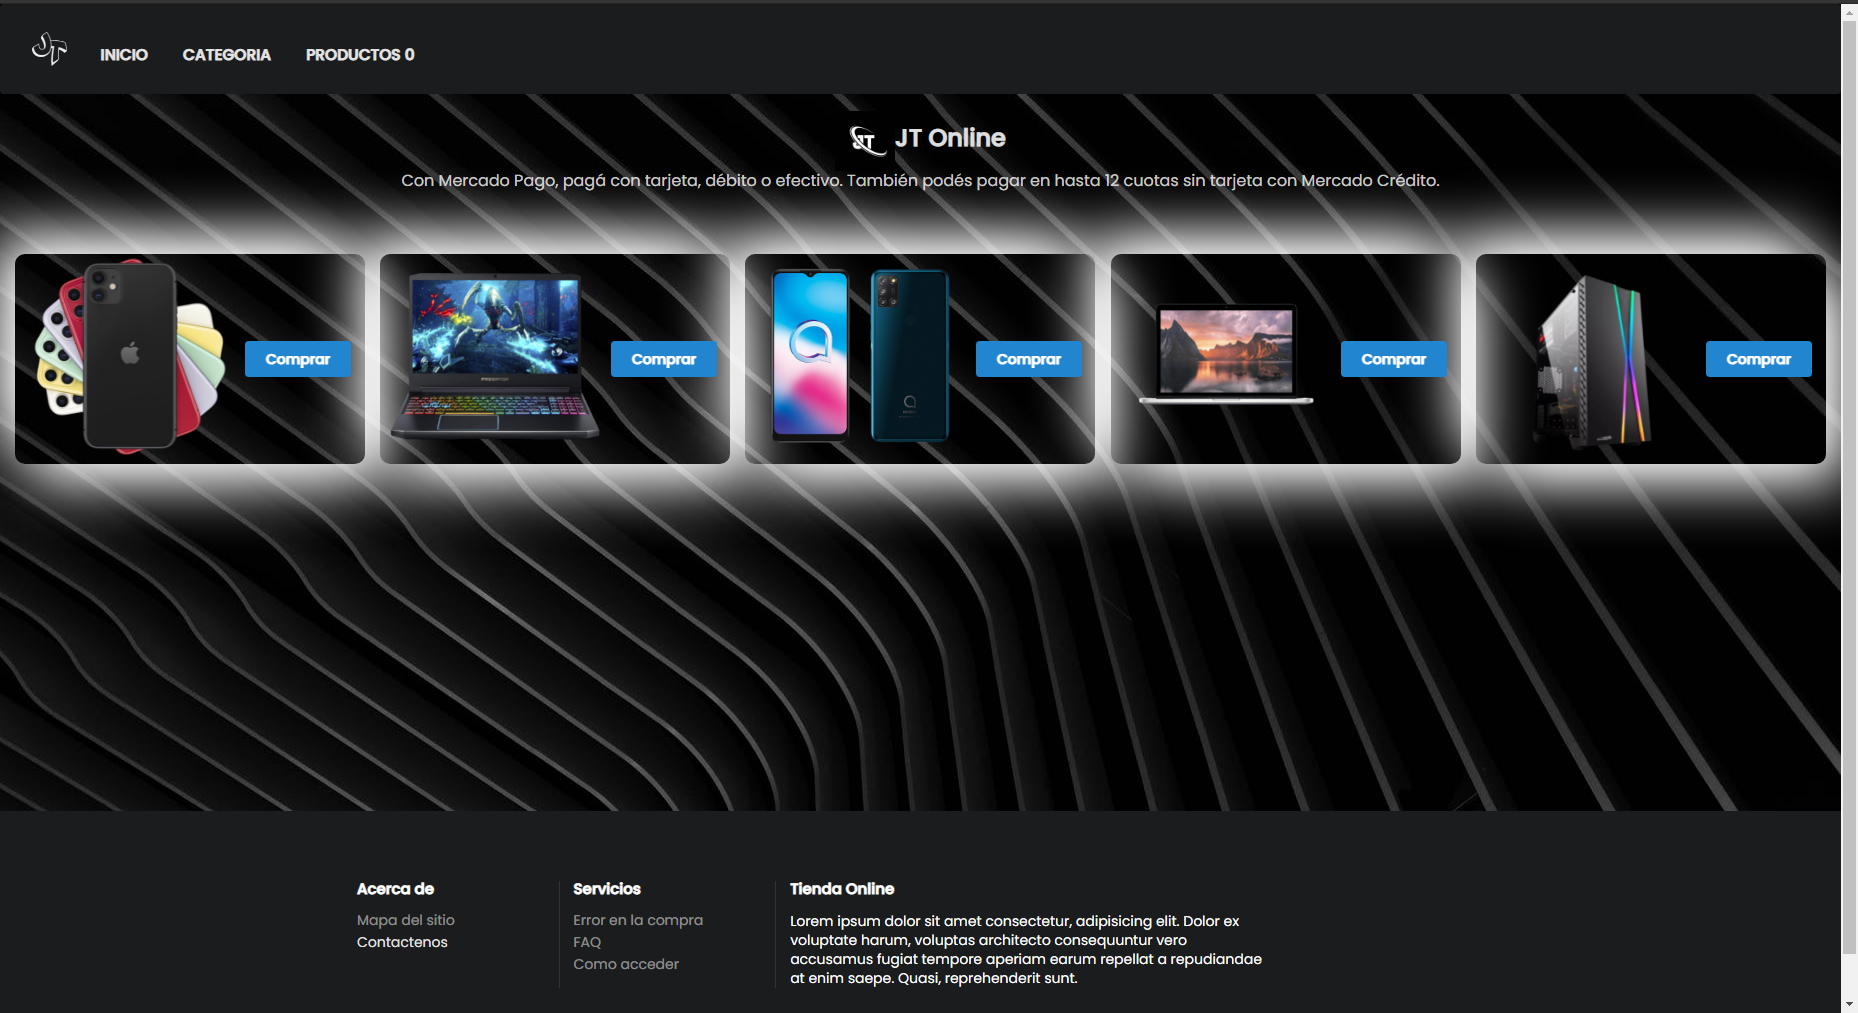 JT
INICIO
CATEGORIA
PRODUCTOS 0
JT
JT Online
Con Mercado Pago, pagá con tarjeta, débito o efectivo. También podés pagar en hasta 12 cuotas sin tarjeta con Mercado Crédito.
Comprar
PREDATOR
Comprar
Comprar
Comprar
Comprar
Acerca de
Mapa del sitio
Contactenos
Servicios
Error en la compra
FAQ
Como acceder
Tienda Online
Lorem ipsum dolor sit amet consectetur, adipisicing elit. Dolor ex
voluptate harum, voluptas architecto consequuntur vero
accusamus fugiat tempore aperiam earum repellat a repudiandae
at enim saepe. Quasi, reprehenderit sunt.